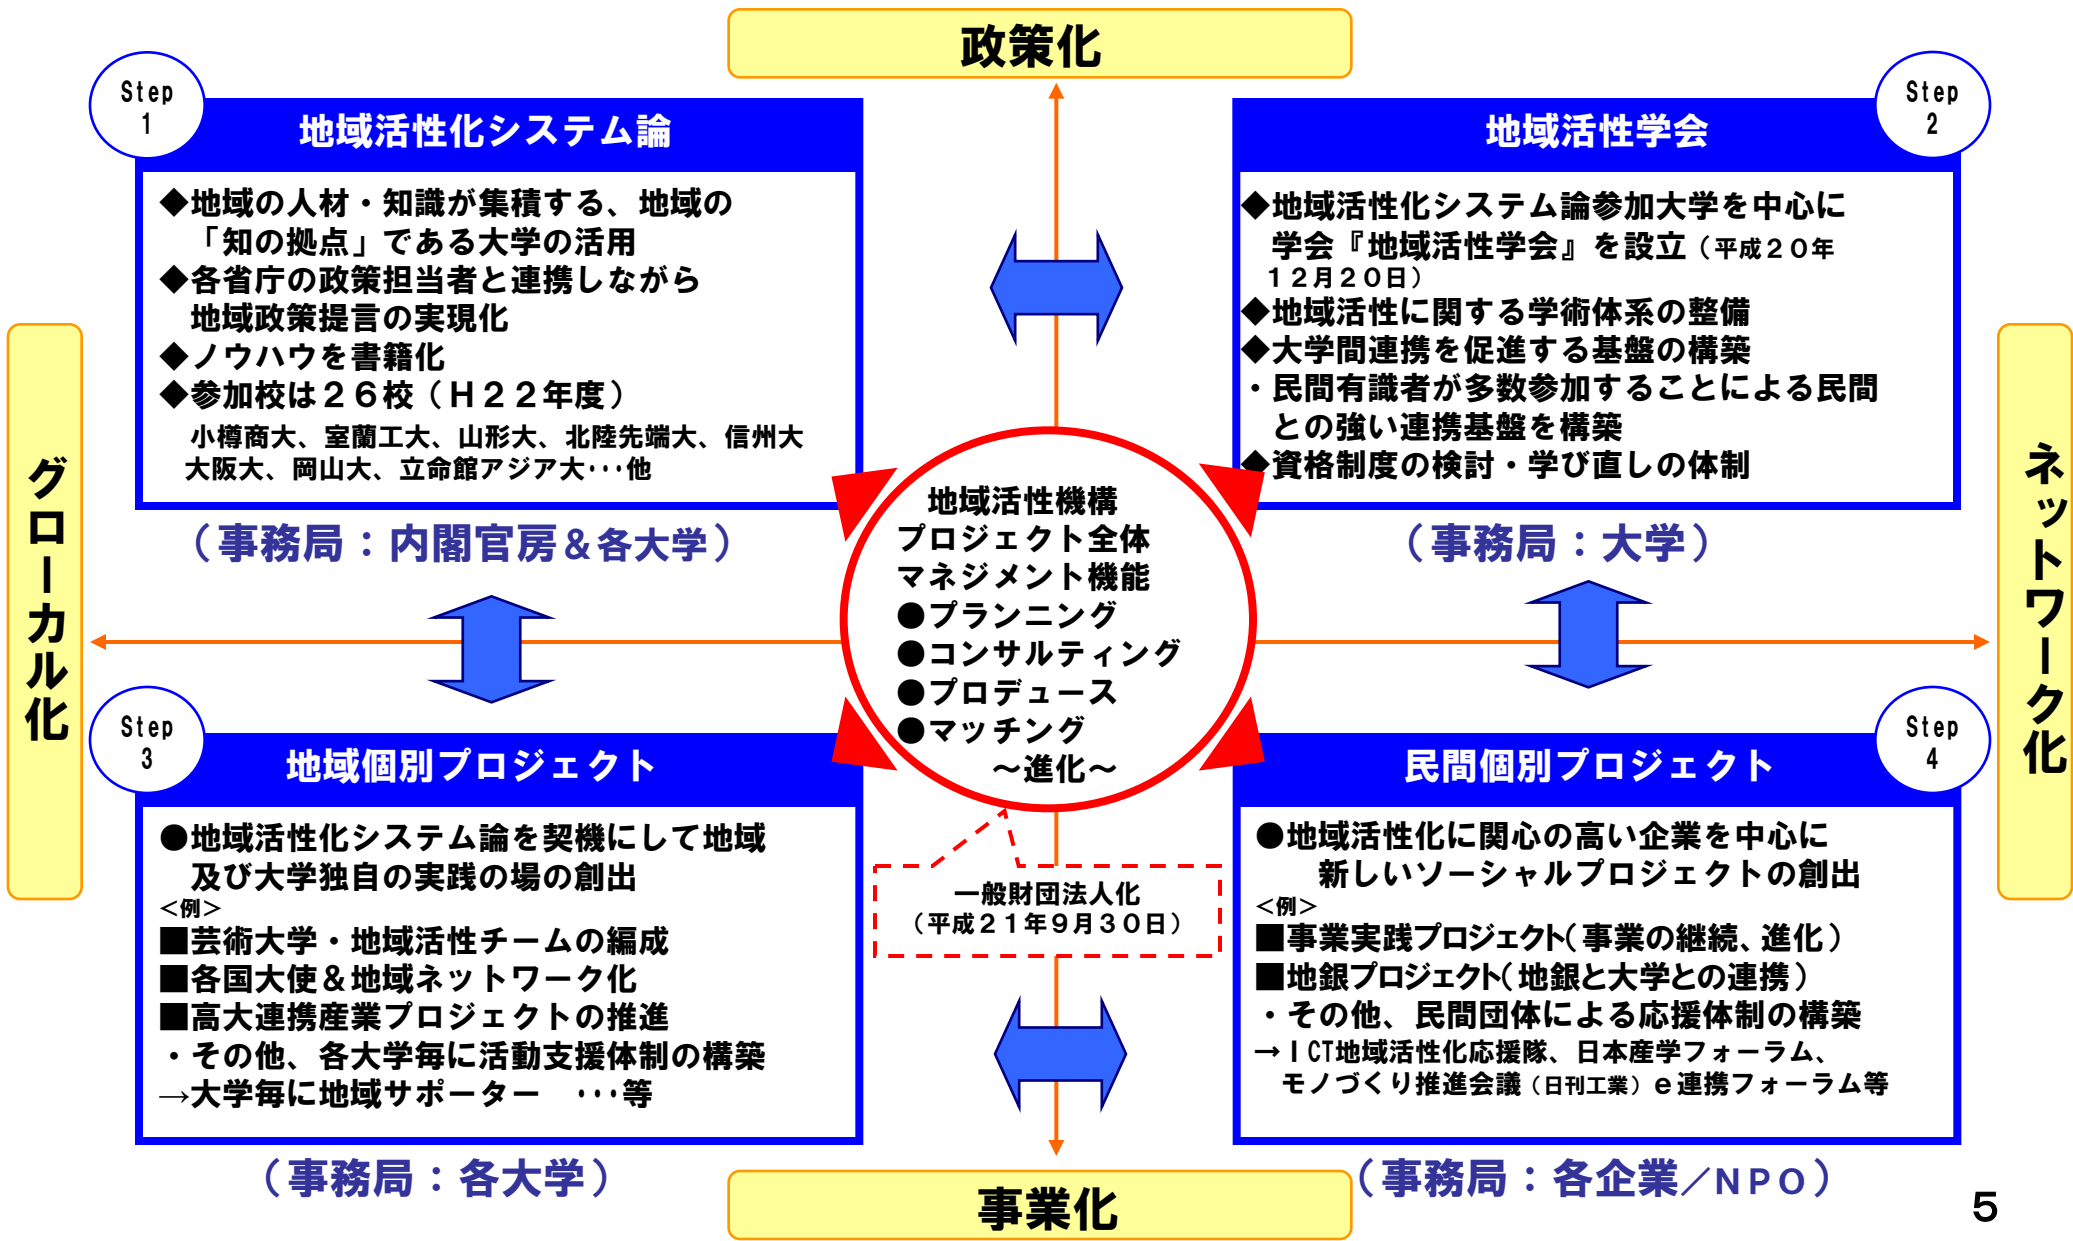 政策化
Step
1
地域活性化システム論
◆地域の人材・知識が集積する、地域の
「知の拠点」である大学の活用
◆各省庁の政策担当者と連携しながら
地域政策提言の実現化
◆ノウハウを書籍化
◆参加校は２６校（Ｈ２２年度）
小樽商大、室蘭工大、山形大、北陸先端大、信州大
大阪大、岡山大、立命館アジア大･･･他
（事務局：内閣官房＆各大学）
Step
2
地域活性学会
◆地域活性化システム論参加大学を中心に
学会『地域活性学会』を設立（平成２０年
１２月２０日）
◆地域活性に関する学術体系の整備
◆大学間連携を促進する基盤の構築
・民間有識者が多数参加することによる民間
との強い連携基盤を構築
◆資格制度の検討・学び直しの体制
（事務局：大学）
グローカル化
地域活性機構
プロジェクト全体
マネジメント機能
●プランニング
●コンサルティング
●プロデュース
●マッチング
～進化～
ネットワーク化
一般財団法人化
（平成２１年９月３０日）
Step
3
地域個別プロジェクト
●地域活性化システム論を契機にして地域
及び大学独自の実践の場の創出
＜例＞
■芸術大学・地域活性チームの編成
■各国大使＆地域ネットワーク化
■高大連携産業プロジェクトの推進
・その他、各大学毎に活動支援体制の構築
→大学毎に地域サポーター　･･･等
（事務局：各大学）
Step
4
民間個別プロジェクト
●地域活性化に関心の高い企業を中心に
新しいソーシャルプロジェクトの創出
＜例＞
■事業実践プロジェクト（事業の継続、進化）
■地銀プロジェクト（地銀と大学との連携）
・その他、民間団体による応援体制の構築
→ＩCT地域活性化応援隊、日本産学フォーラム、
モノづくり推進会議（日刊工業）ｅ連携フォーラム等
（事務局：各企業／ＮＰＯ）
事業化
5